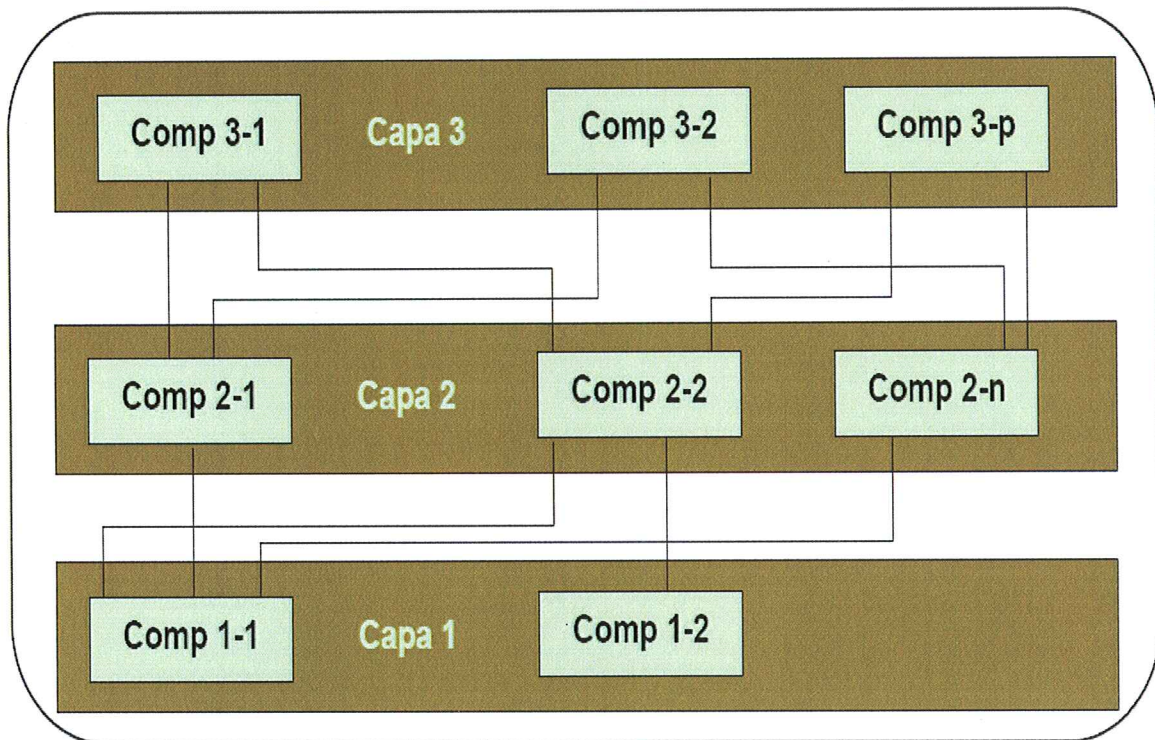 Comp 3-1
Capa 3
Comp 3-2
Comp 3-p
Comp 2-1
Capa 2
Comp 2-2
Comp 2-n
Comp 1-1
Capa 1
Comp 1-2